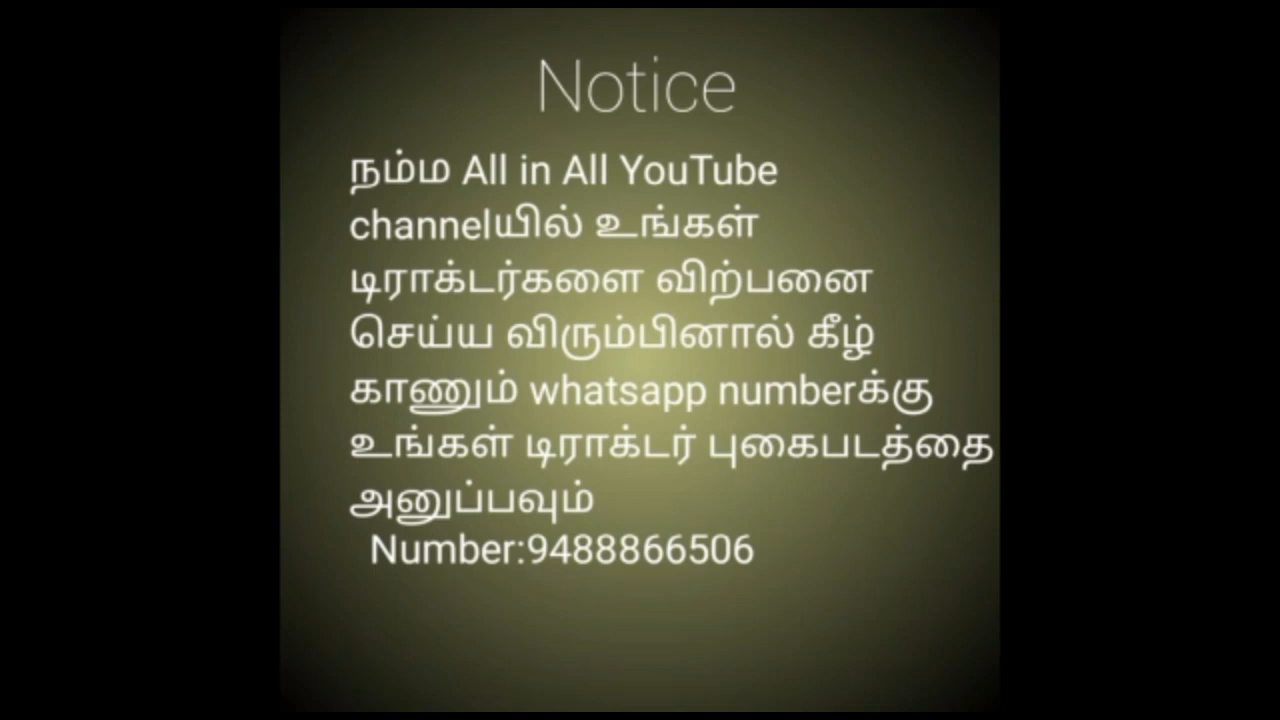 Notice
நம்ம All in All YouTube
channelயில் உங்கள்
டிராக்டர்களை விற்பனை
செய்ய விரும்பினால் கீழ்
காணும் whatsapp numberக்கு
உங்கள் டிராக்டர் புகைபடத்தை
அனுப்பவும்
Number:9488866506